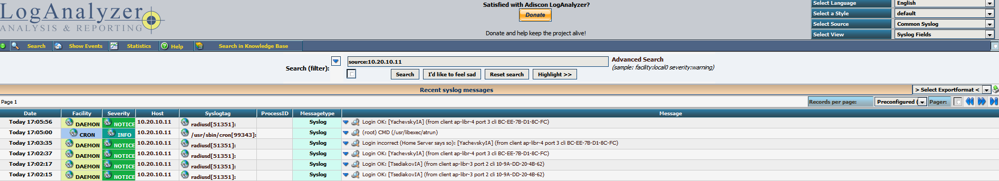 LogAnalyzer
ANALYSIS & REPORTING
Satisfied with Adiscon LogAnalyzer?
Donate
Donate and help keep the project alive!
Select Language English
Select a Style default
Select Source Common Syslog
Select View Syslog Fields
Search Show Events Statistics Help Search in Knowledge Base
Search (filter): source:10.20.10.11 Advanced Search
(sample: facility:local0 severity:warning)
Search I'd like to feel sad Reset search Highlight >>
Recent syslog messages > Select Exportformat <
Page 1 Records per page: Preconfigured ( Pager:
Date Facility Severity Host Syslogtag ProcessID Messagetype Message
Today 17:05:56 DAEMON NOTICE 10.20.10.11 radiusd[51351]: Syslog Login OK: [YachevskyIA] (from client ap-libr-4 port 3 cli BC-EE-7B-D1-8C-FC)
Today 17:05:00 CRON INFO 10.20.10.11 /usr/sbin/cron[99343]: Syslog (root) CMD (/usr/libexec/atrun)
Today 17:03:35 DAEMON NOTICE 10.20.10.11 radiusd[51351]: Syslog Login incorrect (Home Server says so): [YachevskyIA] (from client ap-libr-4 port 3 cli BC-EE-7B-D1-8C-FC)
Today 17:02:37 DAEMON NOTICE 10.20.10.11 radiusd[51351]: Syslog Login OK: [YachevskyIA] (from client ap-libr-4 port 3 cli BC-EE-7B-D1-8C-FC)
Today 17:02:17 DAEMON NOTICE 10.20.10.11 radiusd[51351]: Syslog Login OK: [TsediakovIA] (from client ap-libr-3 port 2 cli 10-9A-DD-20-4B-62)
Today 17:02:15 DAEMON NOTICE 10.20.10.11 radiusd[51351]: Syslog Login OK: [TsediakovIA] (from client ap-libr-3 port 2 cli 10-9A-DD-20-4B-62)